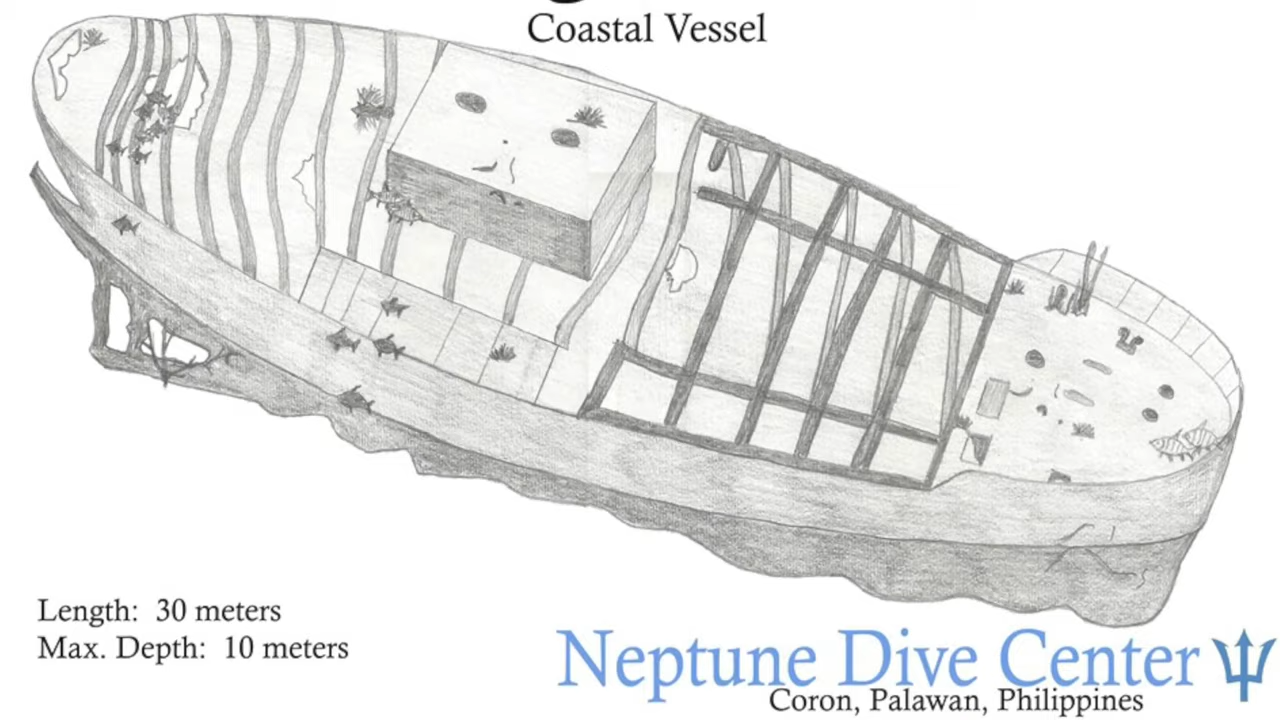 Coastal Vessel
Length: 30 meters
Max. Depth: 10 meters
Neptune Dive Center
Coron, Palawan, Philippines